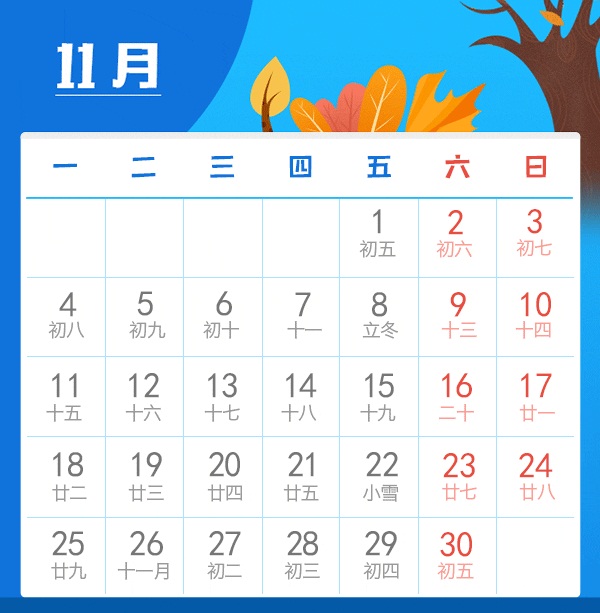 11月
一 二 三 四 五 六 日
1 2 3
初五 初六 初七
4 5 6 7 8 9 10
初八 初九 初十 十一 立冬 十三 十四
11 12 13 14 15 16 17
十五 十六 十七 十八 十九 二十 廿一
18 19 20 21 22 23 24
廿二 廿三 廿四 廿五 小雪 廿七 廿八
25 26 27 28 29 30
廿九 十一月 初二 初三 初四 初五